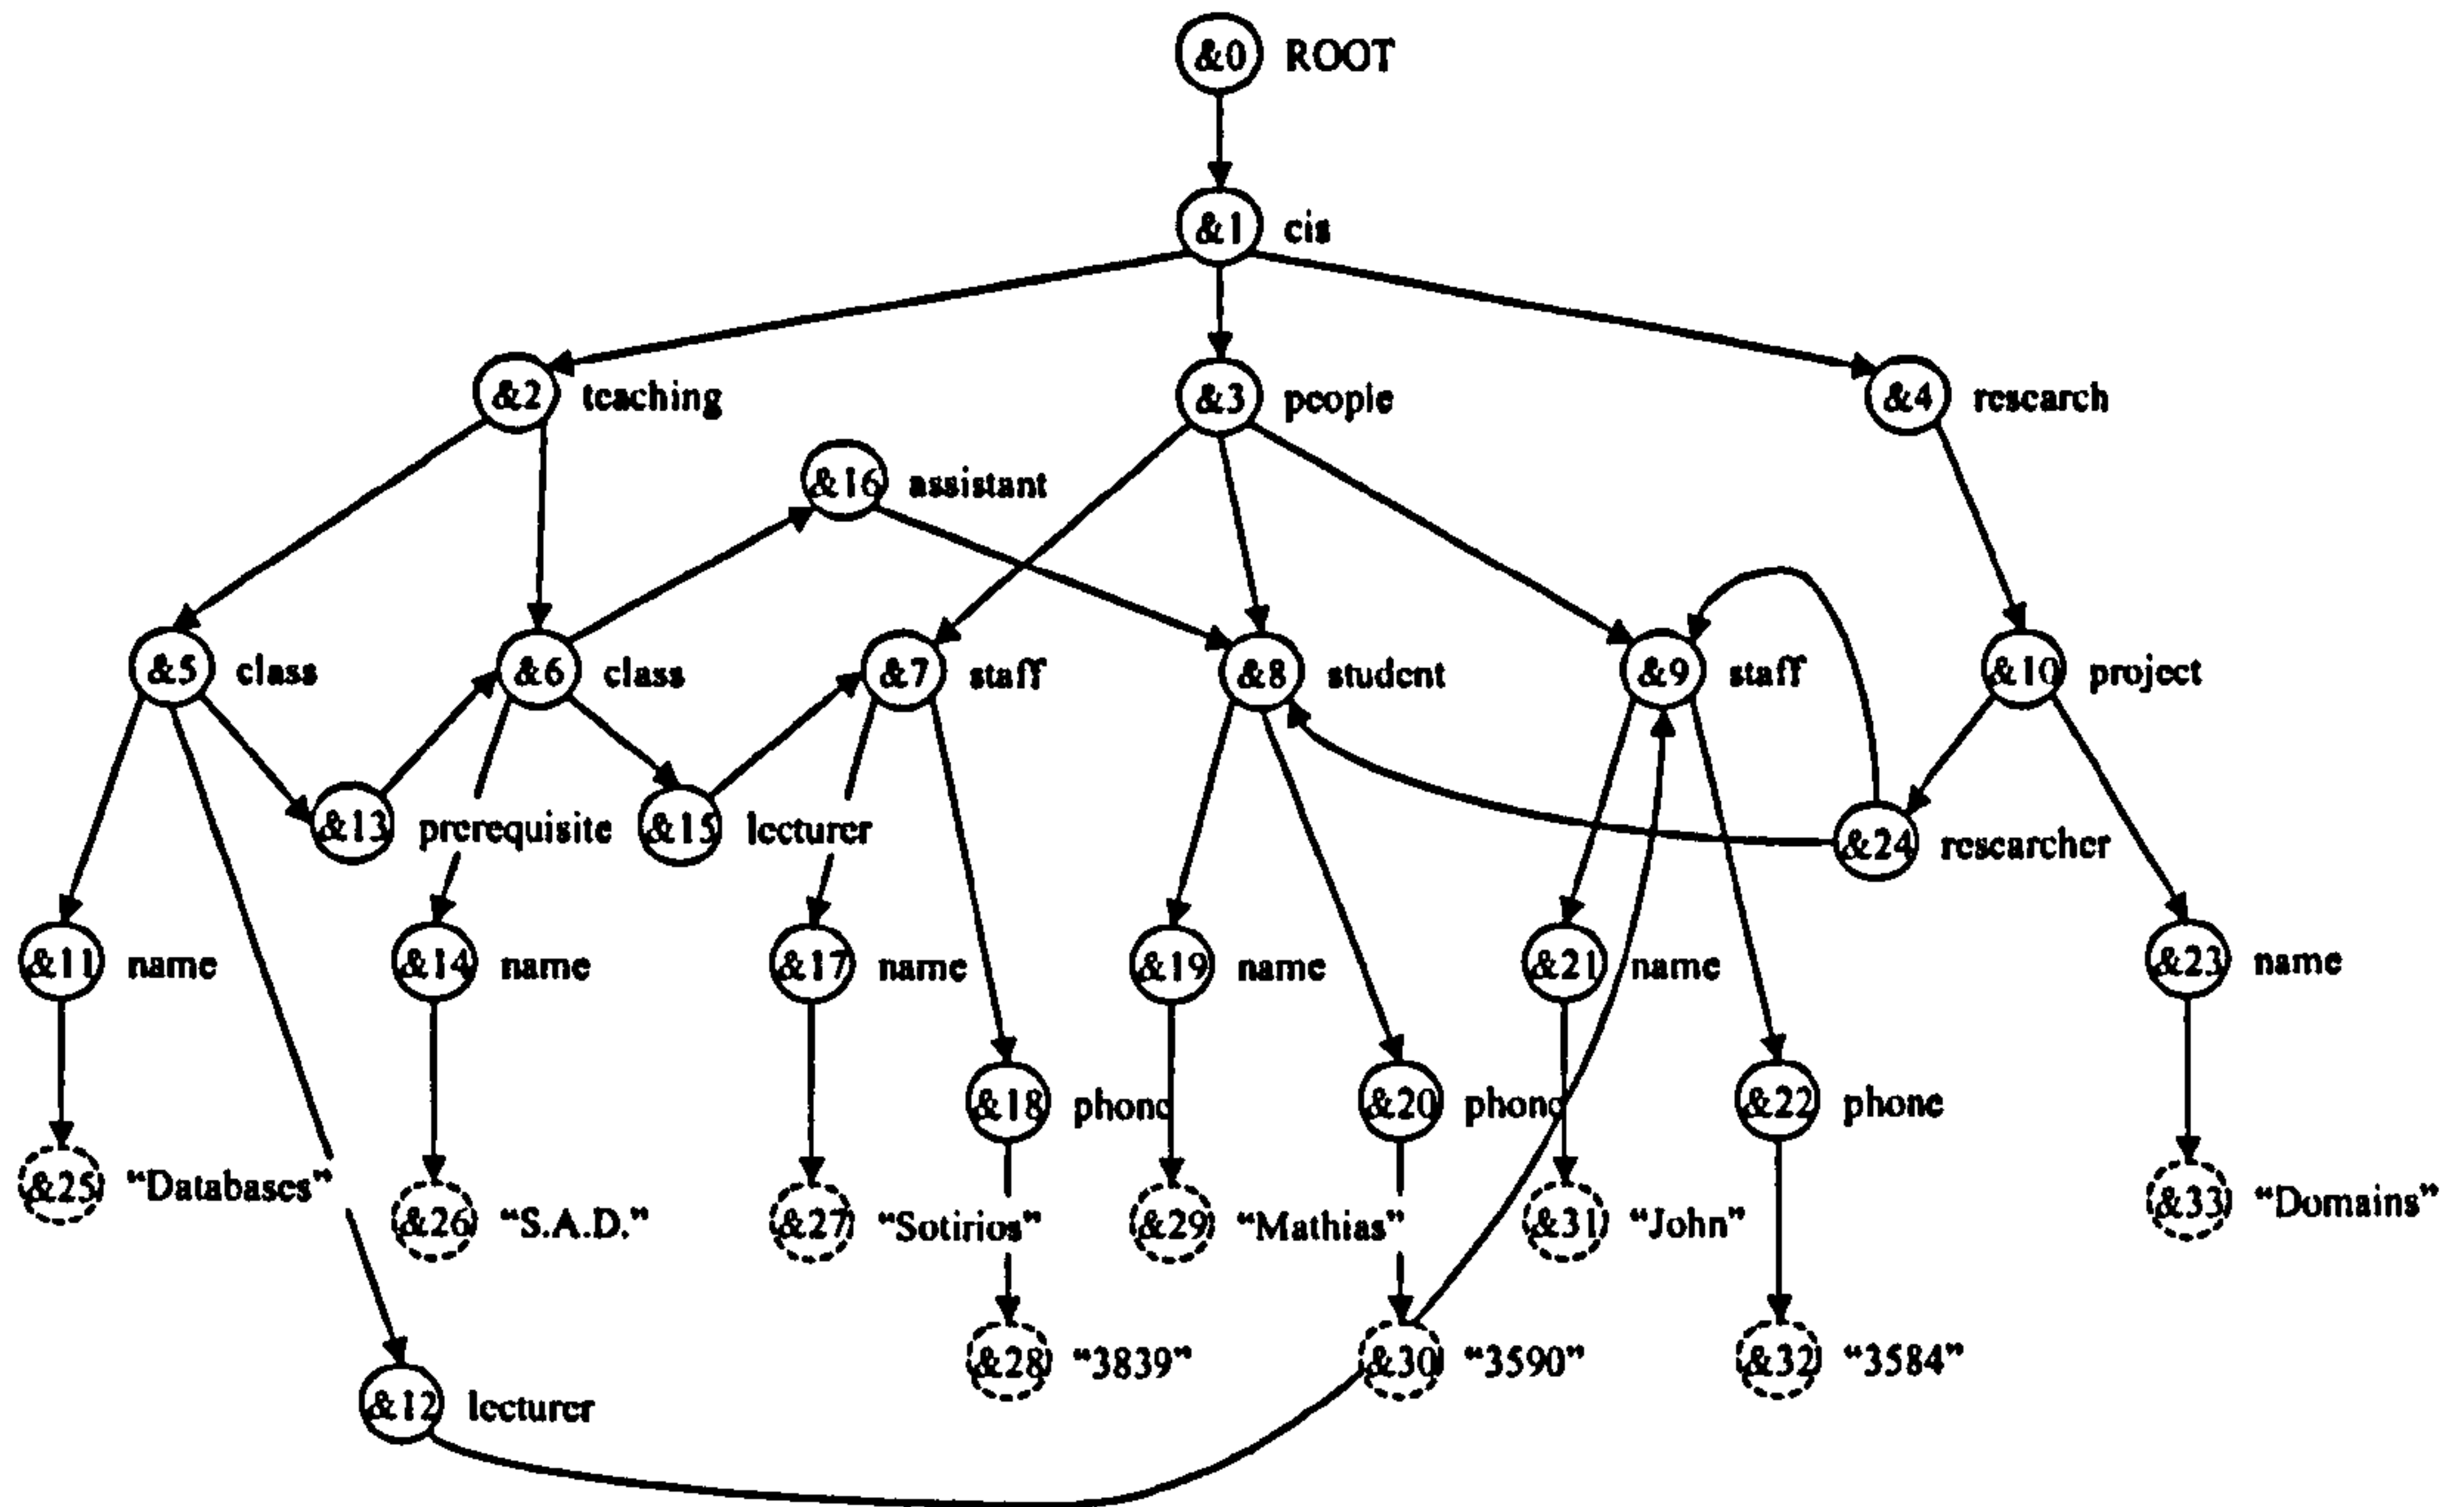 &0 ROOT
&1 cis
&2 teaching
&3 people
&4 research
&16 assistant
&5 class
&6 class
&7 staff
&8 student
&9 staff
&10 project
&13 prerequisite
&15 lecturer
&24 researcher
&11 name
&14 name
&17 name
&19 name
&21 name
&23 name
&18 phone
&20 phone
&22 phone
&25 "Databases"
&26 "S.A.D."
&27 "Sotirios"
&29 "Mathias"
&31 "John"
&33 "Domains"
&28 "3839"
&30 "3590"
&32 "3584"
&12 lecturer